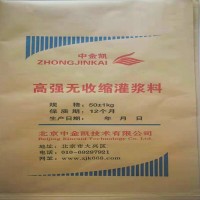 中金凯
ZHONGJINKAI
高强无收缩灌浆料
规格：50±1kg
保质期：12个月
生产日期： 年 月 日
北京中金凯技术有限公司
地址：北京市大兴区
电话：010-69297921